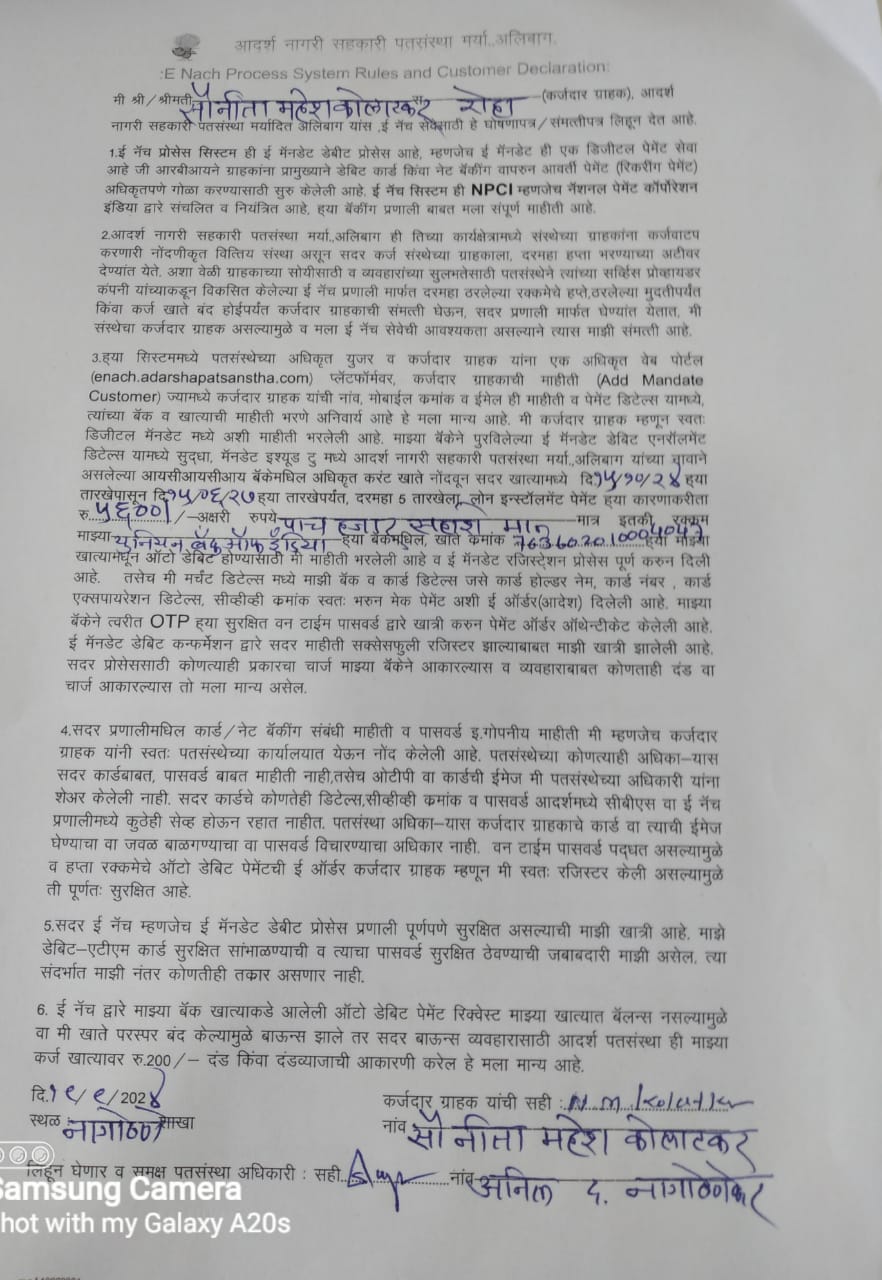 आदर्श नागरी सहकारी पतसंस्था मर्या.,अलिबाग.
:E Nach Process System Rules and Customer Declaration:
मी श्री/श्रीमती सौ नीता महेश कोलाटकर रा. रोहा (कर्जदार ग्राहक), आदर्श
नागरी सहकारी पतसंस्था मर्यादित अलिबाग यांस ,ई नॅच सेवेसाठी हे घोषणापत्र/संमत्तीपत्र लिहून देत आहे.
1.ई नॅच प्रोसेस सिस्टिम ही ई मॅनडेट डेबीट प्रोसेस आहे, म्हणजेच ई मॅनडेट ही एक डिजीटल पेमेंट सेवा
आहे जी आरबीआयने ग्राहकांना प्रामुख्याने डेबिट कार्ड किंवा नेट बॅकींग वापरुन आवर्ती पेमेंट (रिकरींग पेमेंट)
अधिकृतपणे गोळा करण्यासाठी सुरु केलेली आहे. ई नॅच सिस्टिम ही NPCI म्हणजेच नॅशनल पेमेंट कॉर्पोरेशन
इंडिया द्वारे संचलित व नियंत्रित आहे, हया बॅकींग प्रणाली बाबत मला संपूर्ण माहीती आहे.
2.आदर्श नागरी सहकारी पतसंस्था मर्या.,अलिबाग ही तिच्या कार्यक्षेत्रामध्ये संस्थेच्या ग्राहकांना कर्जवाटप
करणारी नोंदणीकृत वित्तिय संस्था असून सदर कर्ज संस्थेच्या ग्राहकाला, दरमहा हप्ता भरण्याच्या अटीवर
देण्यांत येते. अशा वेळी ग्राहकाच्या सोयीसाठी व व्यवहारांच्या सुलभतेसाठी पतसंस्थेने त्यांच्या सर्व्हिस प्रोव्हायडर
कंपनी यांच्याकडून विकसित केलेल्या ई नॅच प्रणाली मार्फत दरमहा ठरलेल्या रक्कमेचे हप्ते,ठरलेल्या मुदतीपर्यंत
किंवा कर्ज खाते बंद होईपर्यंत कर्जदार ग्राहकाची संमत्ती घेऊन, सदर प्रणाली मार्फत घेण्यांत येतात, मी
संस्थेचा कर्जदार ग्राहक असल्यामुळे व मला ई नॅच सेवेची आवश्यकता असल्याने त्यास माझी संमत्ती आहे.
3.हया सिस्टिममध्ये पतसंस्थेच्या अधिकृत युजर व कर्जदार ग्राहक यांना एक अधिकृत वेब पोर्टल
(enach.adarshapatsanstha.com) प्लॅटफॉर्मवर, कर्जदार ग्राहकाची माहीती (Add Mandate
Customer) ज्यामध्ये कर्जदार ग्राहक यांची नांव, मोबाईल कमांक व ईमेल ही माहीती व पेमेंट डिटेल्स यामध्ये,
त्यांच्या बॅक व खात्याची माहीती भरणे अनिवार्य आहे हे मला मान्य आहे. मी कर्जदार ग्राहक म्हणून स्वतः
डिजीटल मॅनडेट मध्ये अशी माहीती भरलेली आहे. माझ्या बॅकेने पुरविलेल्या ई मॅनडेट डेबिट एनरॉलमेंट
डिटेल्स यामध्ये सुद्धा, मॅनडेट इश्यूड टु मध्ये आदर्श नागरी सहकारी पतसंस्था मर्या.,अलिबाग यांच्या नावाने
असलेल्या आयसीआयसीआय बॅकेमधिल अधिकृत करंट खाते नोंदवून सदर खात्यामध्ये दि.१५/१०/२४ हया
तारखेपासून दि.१५/०६/२७ हया तारखेपर्यंत, दरमहा 5 तारखेला, लोन इन्स्टॉलमेंट पेमेंट हया कारणाकरीता
रु. ५६००/ /-अक्षरी रुपये पाच हजार सहाशे मात्र मात्र इतकी रक्कम
माझ्या युनियन बँक ऑफ इंडिया हया बॅकेमधिल, खाते कमांक हया माझ्या
खात्यामधून ऑटो डेबिट होण्यासाठी मी माहीती भरलेली आहे व ई मॅनडेट रजिस्ट्रेशन प्रोसेस पूर्ण करुन दिली
आहे. तसेच मी मर्चंट डिटेल्स मध्ये माझी बॅक व कार्ड डिटेल्स जसे कार्ड होल्डर नेम, कार्ड नंबर , कार्ड
एक्सपायरेशन डिटेल्स, सीव्हीव्ही कमांक स्वतः भरुन मेक पेमेंट अशी ई ऑर्डर(आदेश) दिलेली आहे. माझ्या
बॅकेने त्वरीत OTP हया सुरक्षित वन टाईम पासवर्ड द्वारे खात्री करुन पेमेंट ऑर्डर ऑथेन्टीकेट केलेली आहे.
ई मॅनडेट डेबिट कन्फर्मेशन द्वारे सदर माहीती सक्सेसफुली रजिस्टर झाल्याबाबत माझी खात्री झालेली आहे.
सदर प्रोसेससाठी कोणत्याही प्रकारचा चार्ज माझ्या बॅकेने आकारल्यास व व्यवहाराबाबत कोणताही दंड वा
चार्ज आकारल्यास तो मला मान्य असेल.
4.सदर प्रणालीमधिल कार्ड/नेट बॅकींग संबंधी माहीती व पासवर्ड इ.गोपनीय माहीती मी म्हणजेच कर्जदार
ग्राहक यांनी स्वतः पतसंस्थेच्या कार्यालयात येऊन नोंद केलेली आहे. पतसंस्थेच्या कोणत्याही अधिका-यास
सदर कार्डबाबत, पासवर्ड बाबत माहीती नाही,तसेच ओटीपी वा कार्डची ईमेज मी पतसंस्थेच्या अधिकारी यांना
शेअर केलेली नाही. सदर कार्डचे कोणतेही डिटेल्स,सीव्हीव्ही कमांक व पासवर्ड आदर्शमध्ये सीबीएस वा ई नॅच
प्रणालीमध्ये कुठेही सेव्ह होऊन रहात नाहीत. पतसंस्था अधिका-यास कर्जदार ग्राहकाचे कार्ड वा त्याची ईमेज
घेण्याचा वा जवळ बाळगण्याचा वा पासवर्ड विचारण्याचा अधिकार नाही. वन टाईम पासवर्ड पद्धत असल्यामुळे
व हप्ता रक्कमेचे ऑटो डेबिट पेमेंटची ई ऑर्डर कर्जदार ग्राहक म्हणून मी स्वतः रजिस्टर केली असल्यामुळे
ती पूर्णतः सुरक्षित आहे.
5.सदर ई नॅच म्हणजेच ई मॅनडेट डेबीट प्रोसेस प्रणाली पूर्णपणे सुरक्षित असल्याची माझी खात्री आहे. माझे
डेबिट-एटीएम कार्ड सुरक्षित सांभाळण्याची व त्याचा पासवर्ड सुरक्षित ठेवण्याची जबाबदारी माझी असेल, त्या
संदर्भात माझी नंतर कोणतीही तक्रार असणार नाही.
6. ई नॅच द्वारे माझ्या बॅक खात्याकडे आलेली ऑटो डेबिट पेमेंट रिक्वेस्ट माझ्या खात्यात बॅलन्स नसल्यामुळे
वा मी खाते परस्पर बंद केल्यामुळे बाऊन्स झाले तर सदर बाऊन्स व्यवहारासाठी आदर्श पतसंस्था ही माझ्या
कर्ज खात्यावर रु.200/- दंड किंवा दंडव्याजाची आकारणी करेल हे मला मान्य आहे.
दि.१९/९/2024
कर्जदार ग्राहक यांची सही : N.M.Kolatkar
स्थळ : नागोठणे शाखा
नांव सौ नीता महेश कोलाटकर
लिहून घेणार व समक्ष पतसंस्था अधिकारी : सही नांव अनिल द. नागोठणेकर
Samsung Camera
Shot with my Galaxy A20s